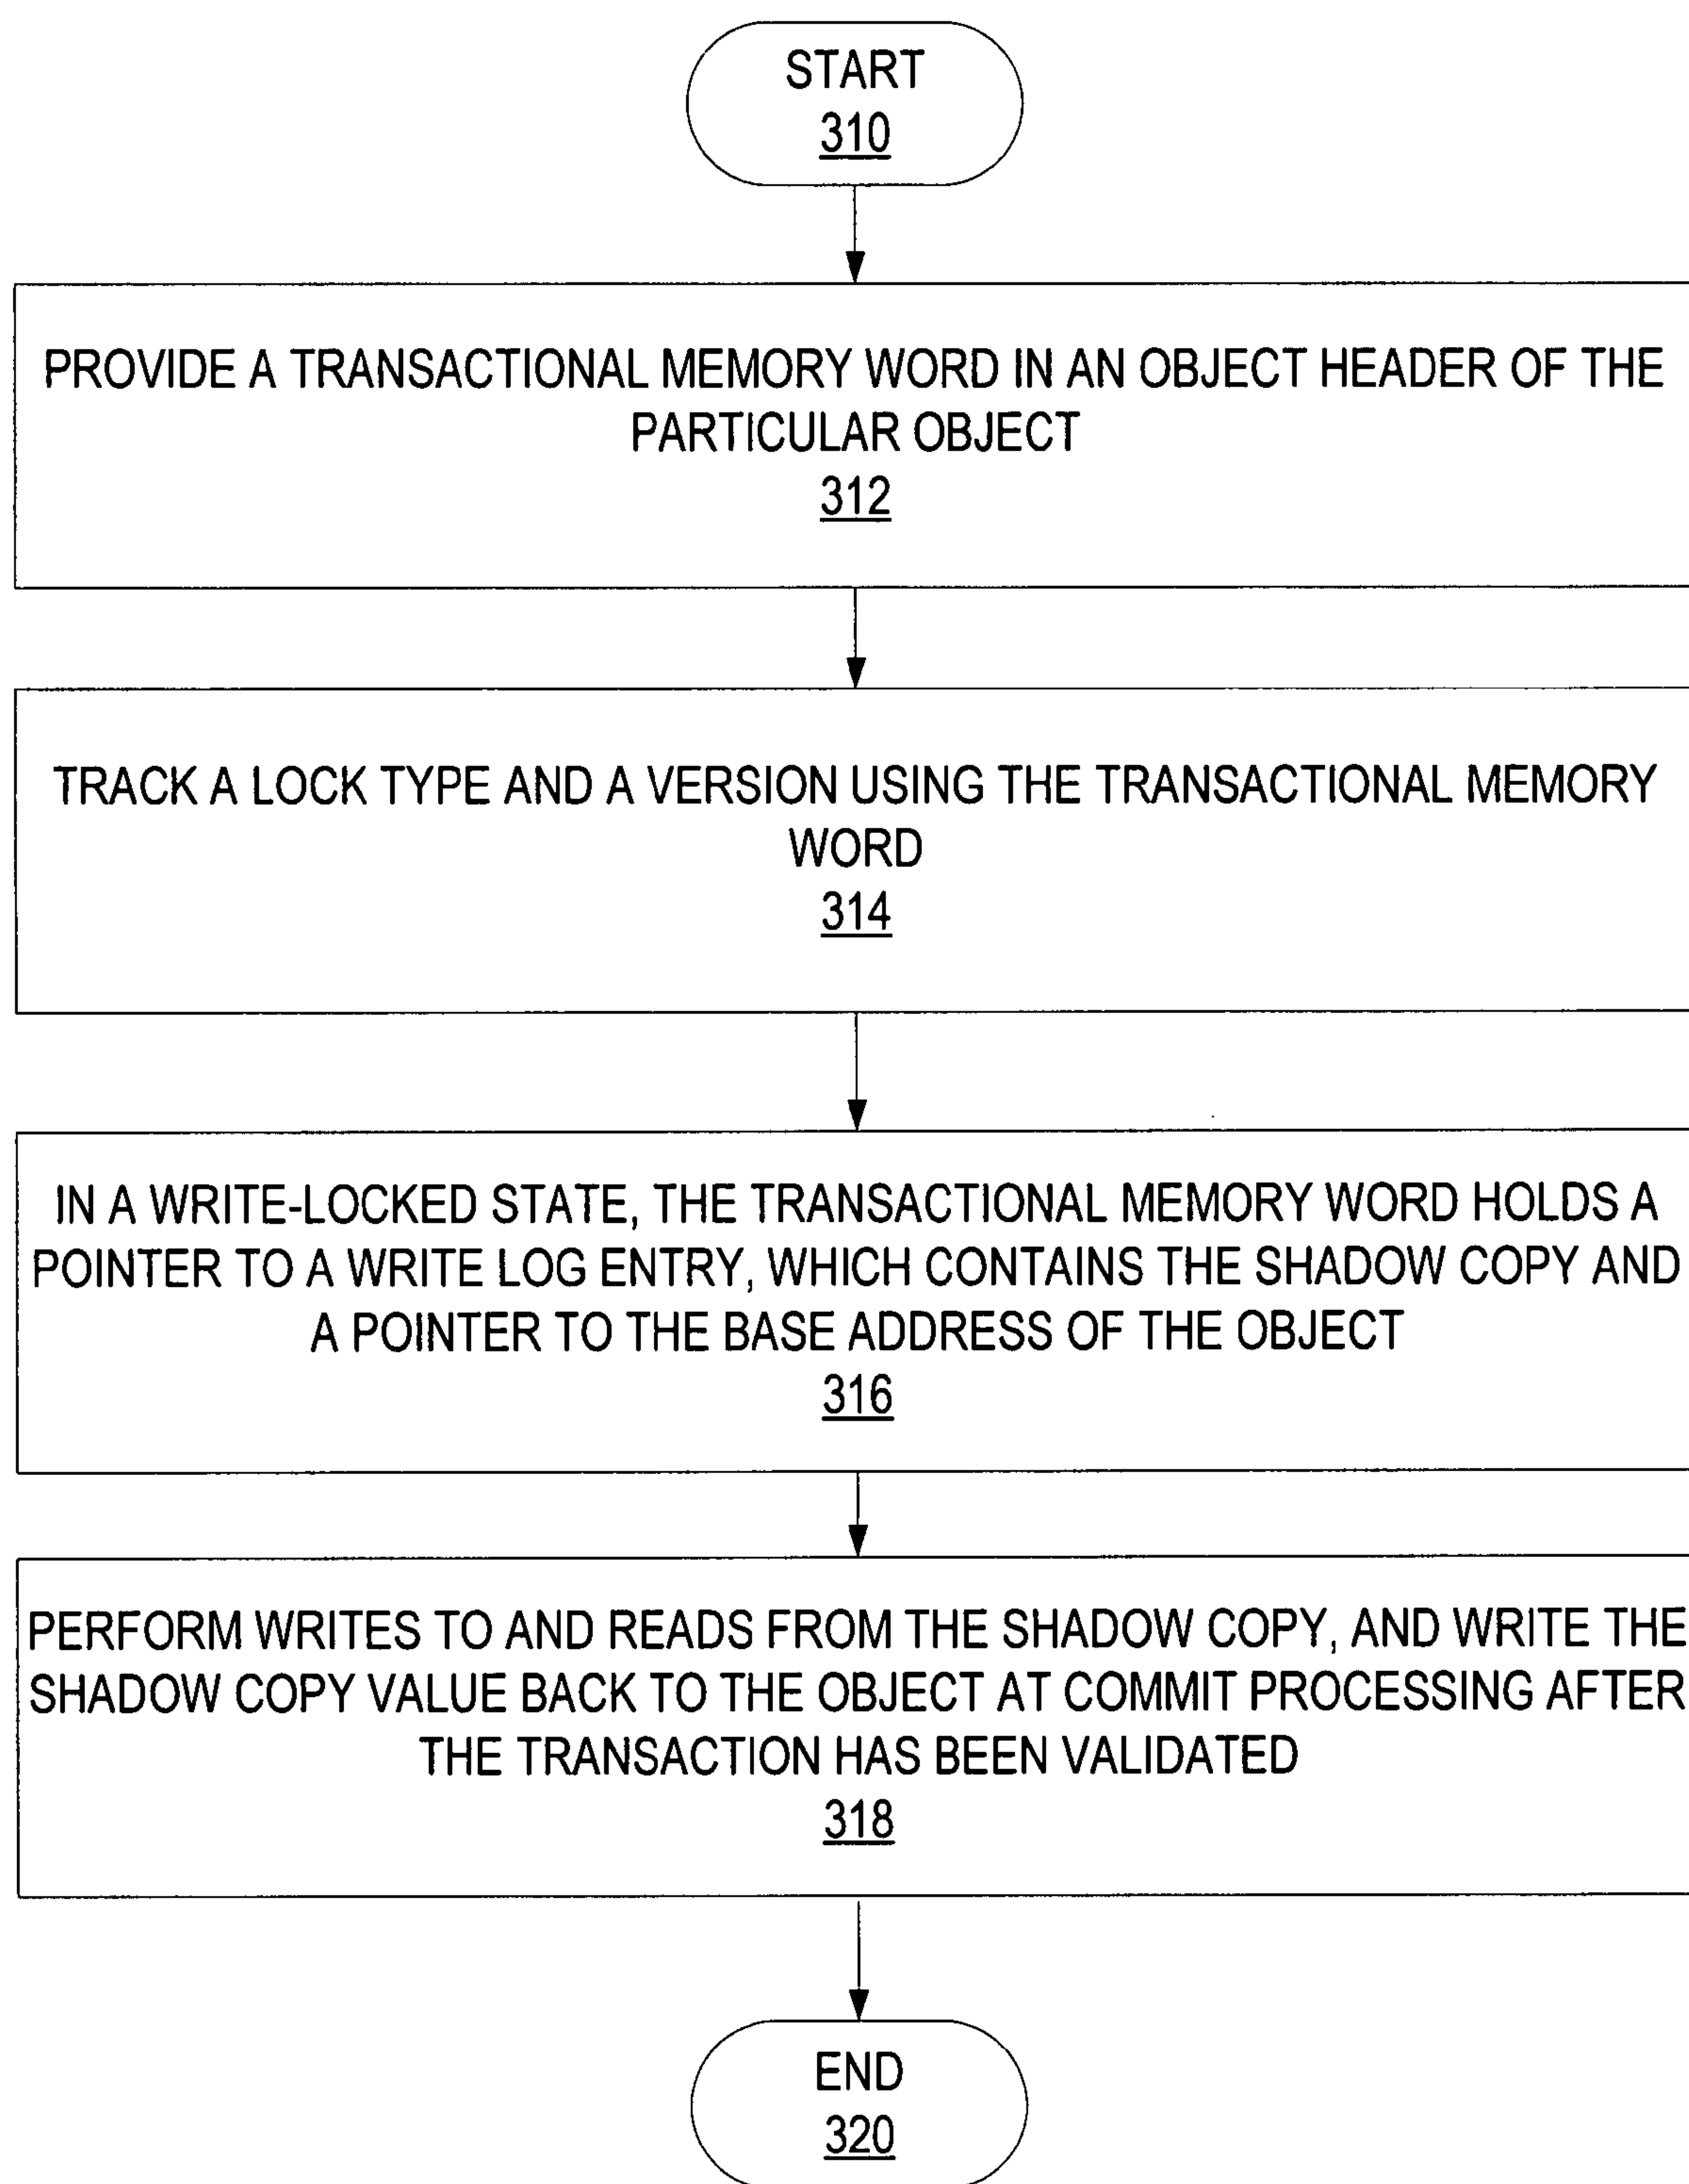 START
310
PROVIDE A TRANSACTIONAL MEMORY WORD IN AN OBJECT HEADER OF THE
PARTICULAR OBJECT
312
TRACK A LOCK TYPE AND A VERSION USING THE TRANSACTIONAL MEMORY
WORD
314
IN A WRITE-LOCKED STATE, THE TRANSACTIONAL MEMORY WORD HOLDS A
POINTER TO A WRITE LOG ENTRY, WHICH CONTAINS THE SHADOW COPY AND
A POINTER TO THE BASE ADDRESS OF THE OBJECT
316
PERFORM WRITES TO AND READS FROM THE SHADOW COPY, AND WRITE THE
SHADOW COPY VALUE BACK TO THE OBJECT AT COMMIT PROCESSING AFTER
THE TRANSACTION HAS BEEN VALIDATED
318
END
320